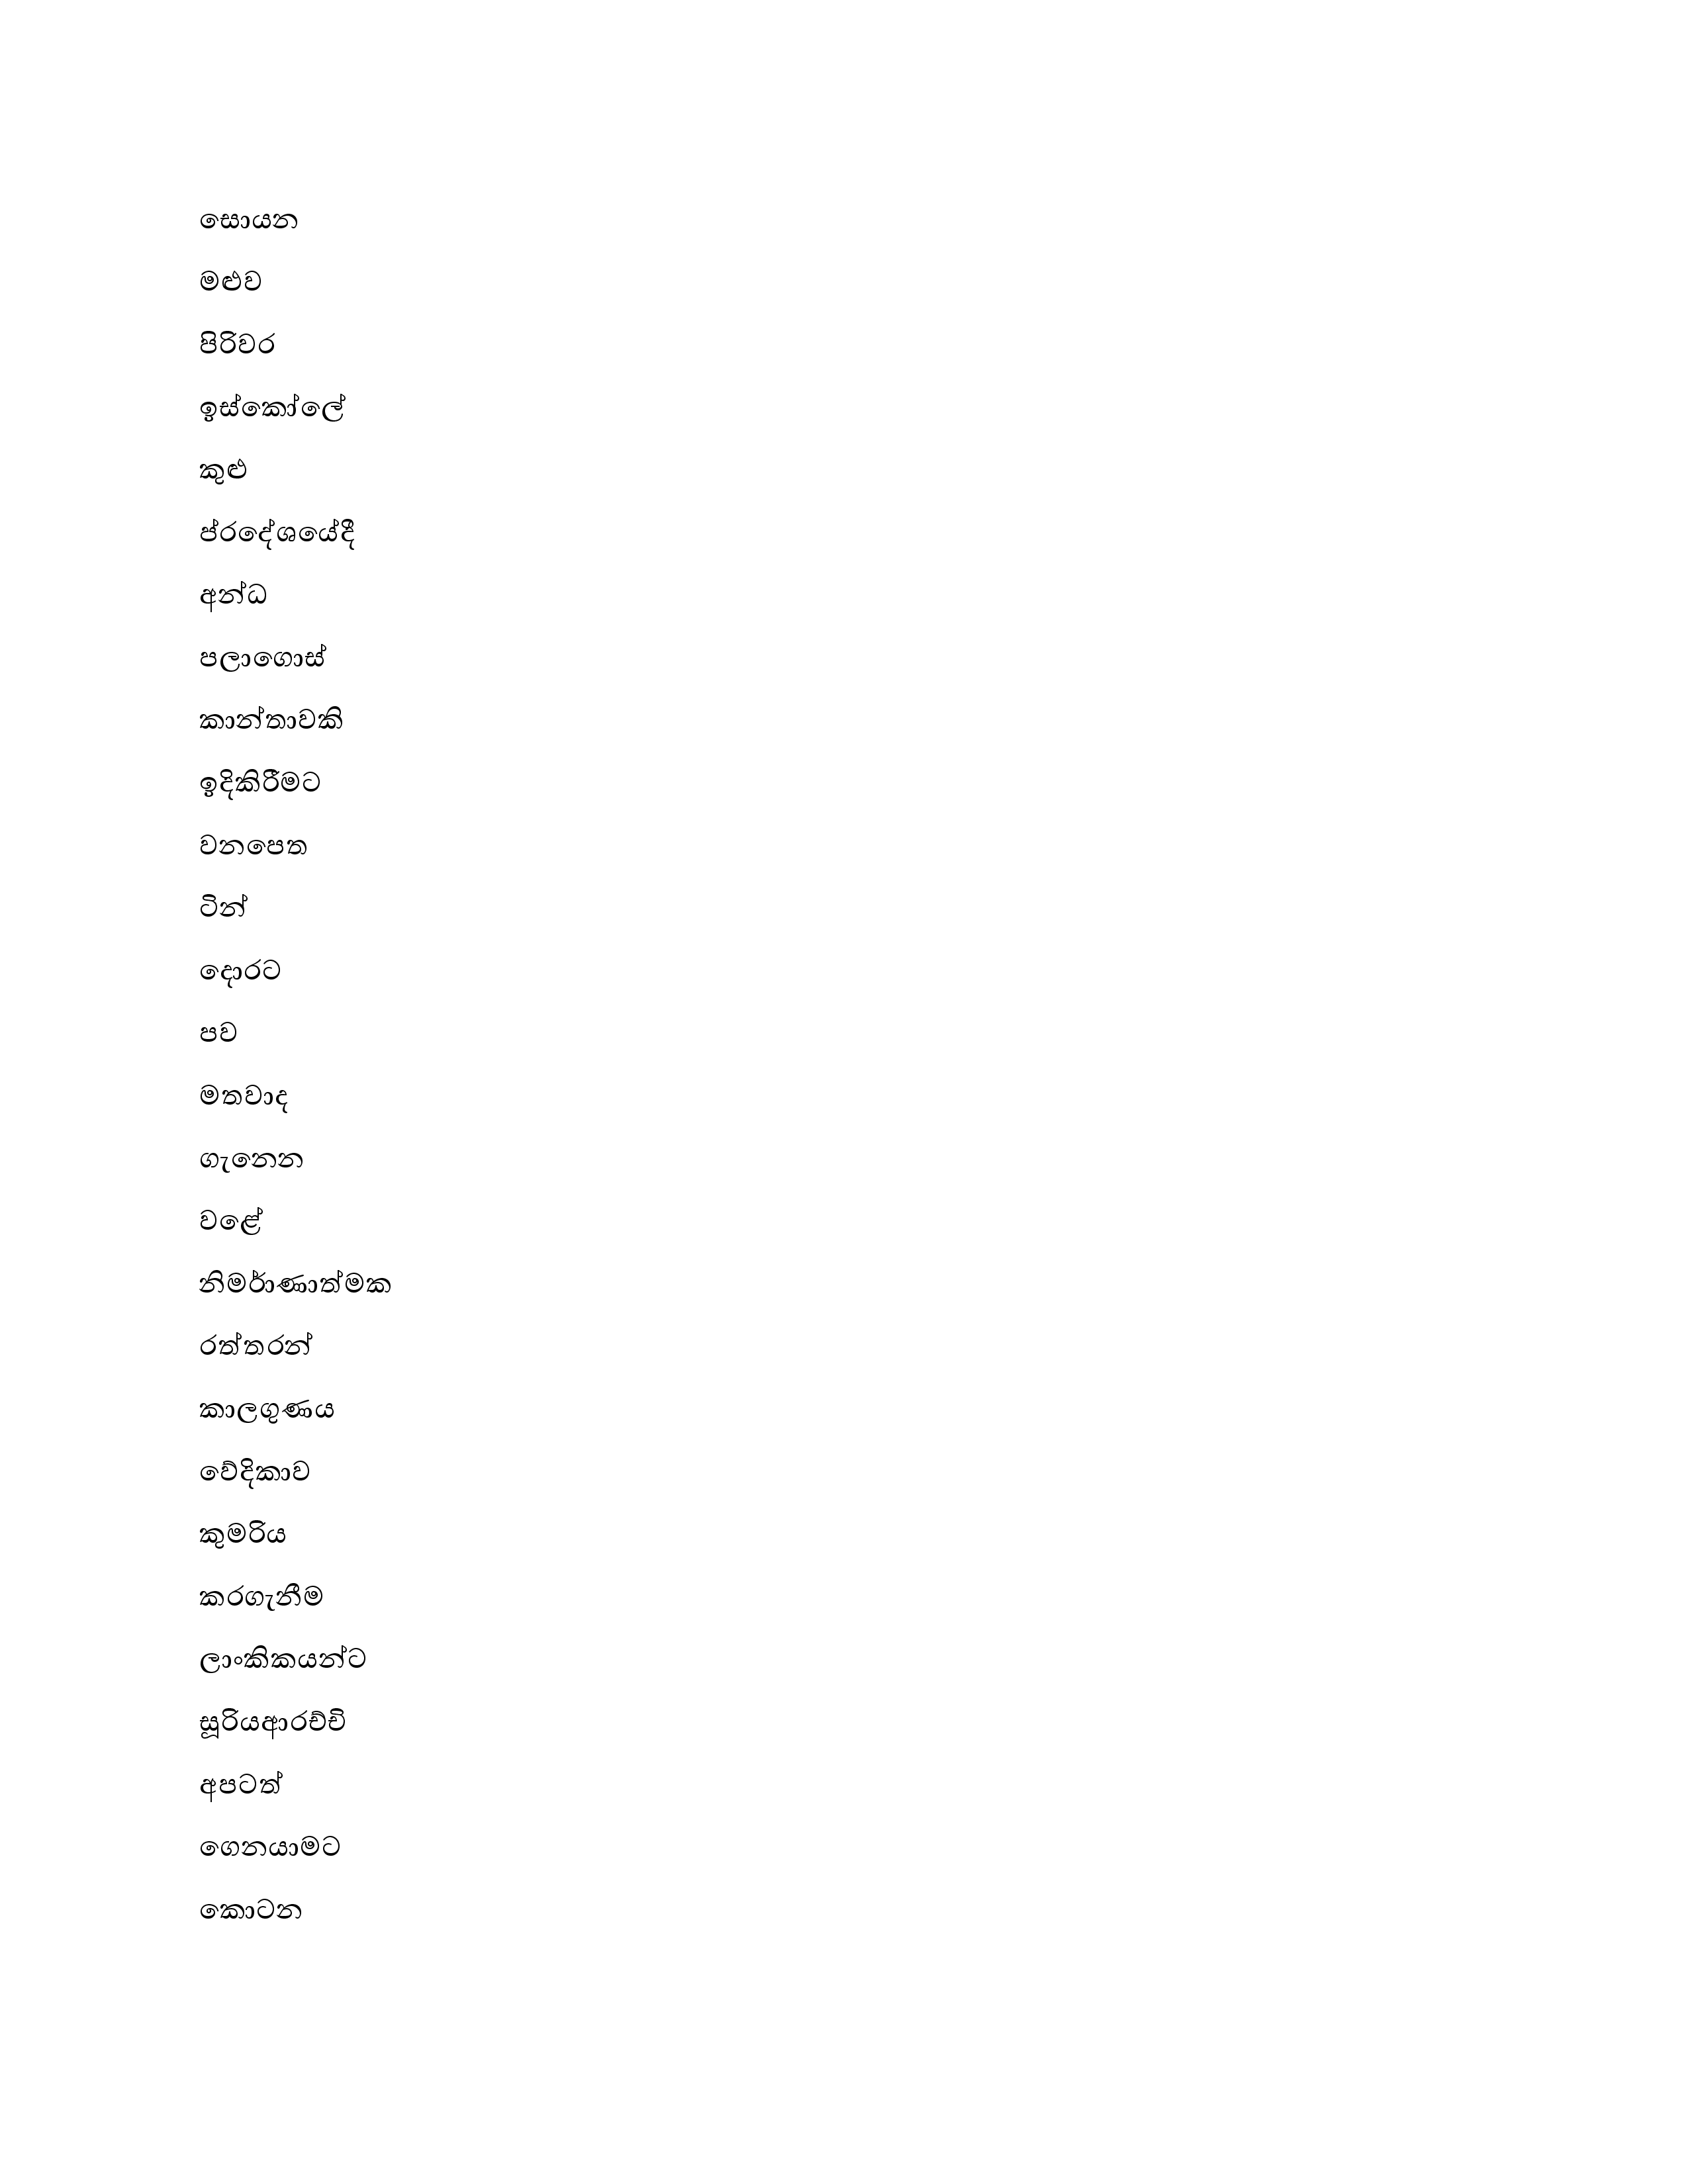 සොයන
මළුව
පිරිවර
ඉස්කෝලේ
කුළු
ප්රදේශයේදී
අන්ධ
පලාගොස්
කාන්තාවකි
ඉදිකිරීමට
වනපෙත
ටින්
දොරට
පව
මතවාද
ගැනෙන
වළේ
නිර්මාණාත්මක
රත්තරන්
කාලගුණය
වේදිකාව
කුමරිය
කරගැනීම
ලාංකිකයන්ට
සූරියආරච්චි
අපටත්
ගෙනයාමට
කොටන